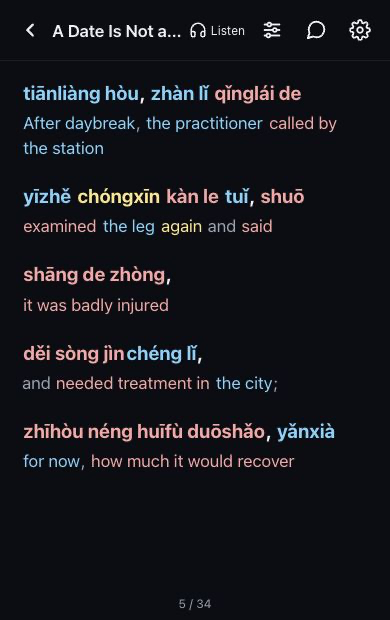 A Date Is Not a... Listen
tiānliàng hòu, zhàn lǐ qǐnglái de
After daybreak, the practitioner called by
the station
yīzhě chóngxīn kàn le tuǐ, shuō
examined the leg again and said
shāng de zhòng,
it was badly injured
děi sòng jìnchéng lǐ,
and needed treatment in the city;
zhīhòu néng huīfù duōshǎo, yǎnxià
for now, how much it would recover
5 / 34